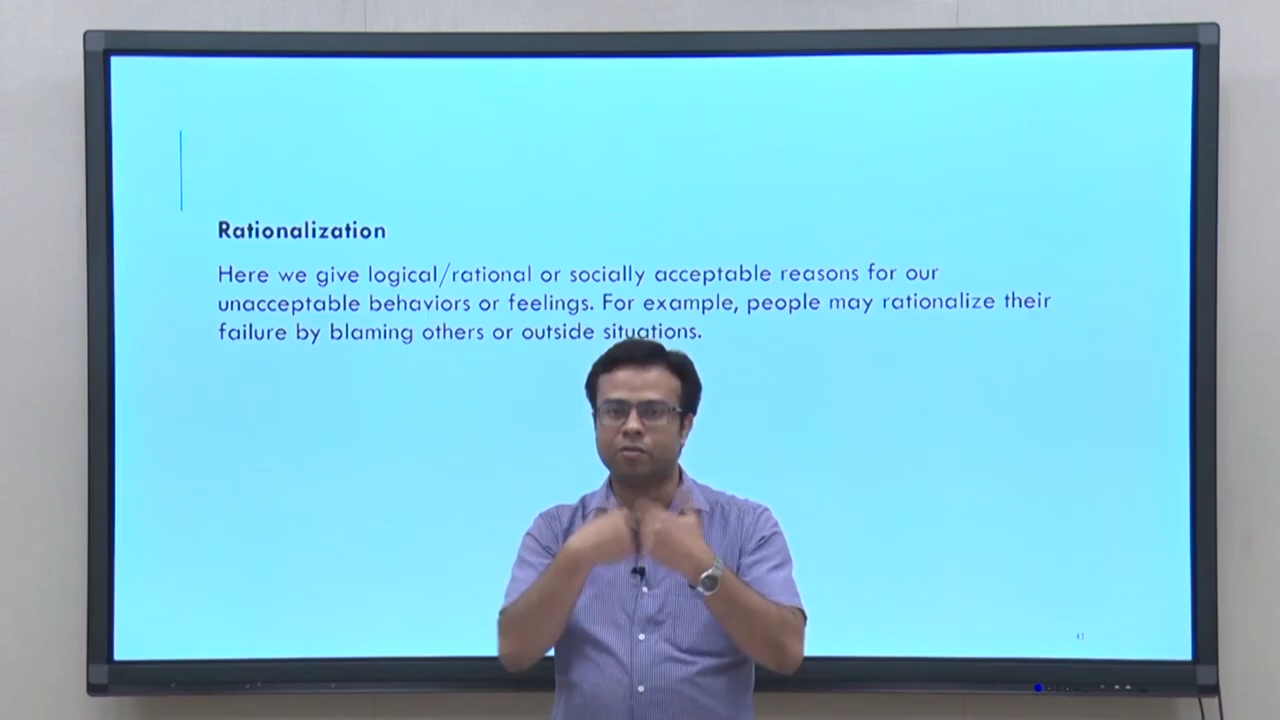 Rationalization
Here we give logical/rational or socially acceptable reasons for our
unacceptable behaviors or feelings. For example, people may rationalize their
failure by blaming others or outside situations.